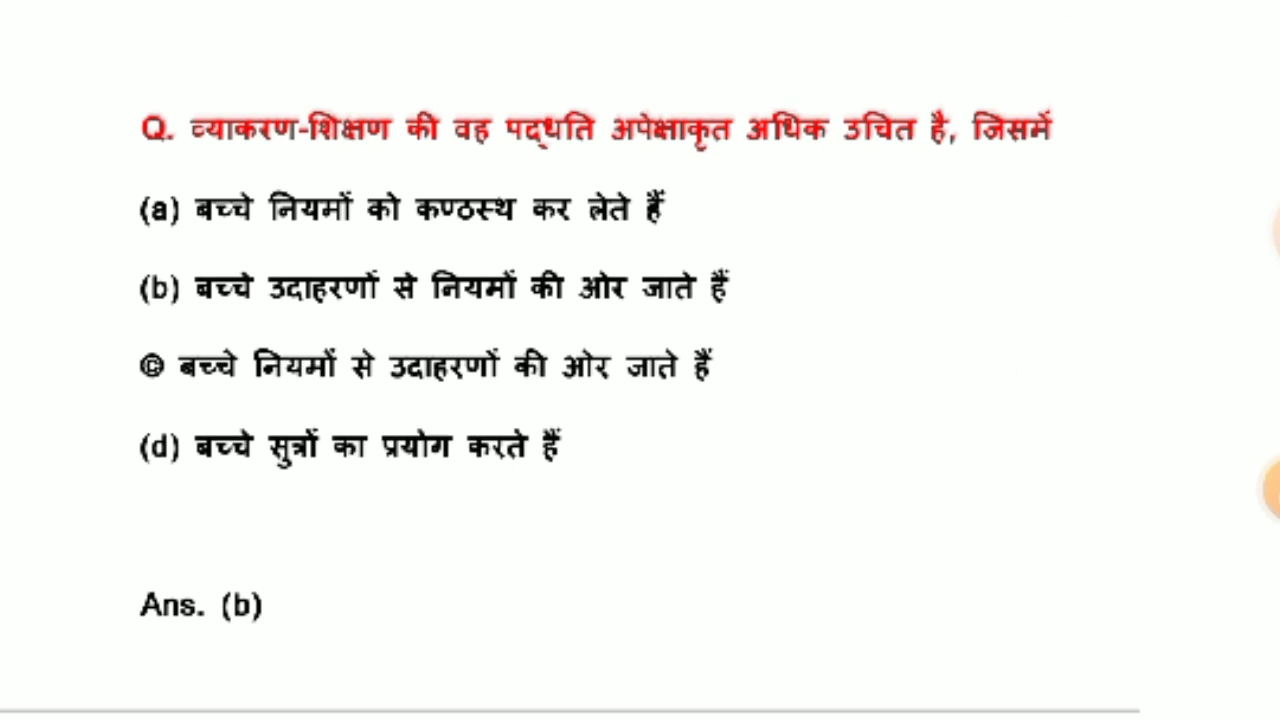 Q. व्याकरण-शिक्षण की वह पद्धति अपेक्षाकृत अधिक उचित है, जिसमें
(a) बच्चे नियमों को कण्ठस्थ कर लेते हैं
(b) बच्चे उदाहरणों से नियमों की ओर जाते हैं
© बच्चे नियमों से उदाहरणों की ओर जाते हैं
(d) बच्चे सुत्रों का प्रयोग करते हैं
Ans. (b)